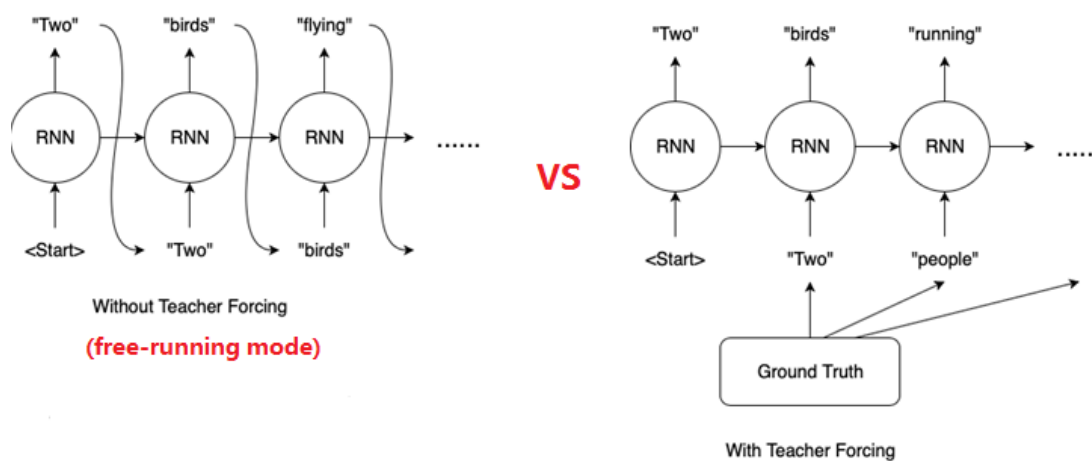 "Two" "birds" "flying"
RNN RNN RNN ......
<Start> "Two" "birds"
Without Teacher Forcing
(free-running mode)
VS
"Two" "birds" "running"
RNN RNN RNN .....
<Start> "Two" "people"
Ground Truth
With Teacher Forcing